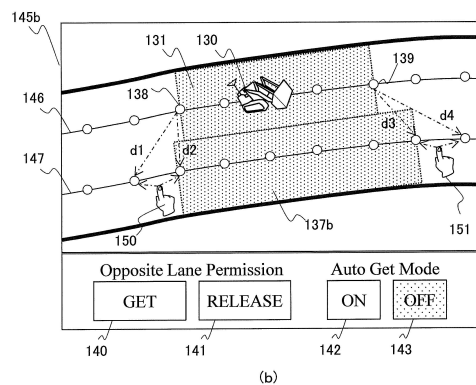 145b
131
130
139
138
146
d4
d3
d1
d2
147
150
137b
151
Opposite Lane Permission
Auto Get Mode
GET
RELEASE
ON
OFF
140
141
142
143
(b)